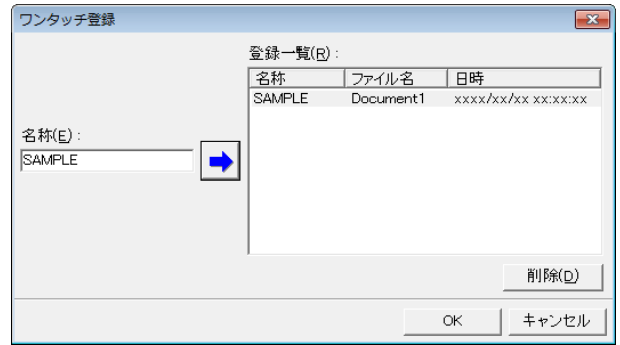 ワンタッチ登録
登録一覧(R):
名称 ファイル名 日時
SAMPLE Document1 xxxx/xx/xx xx:xx:xx
名称(E):
SAMPLE
削除(D)
OK キャンセル